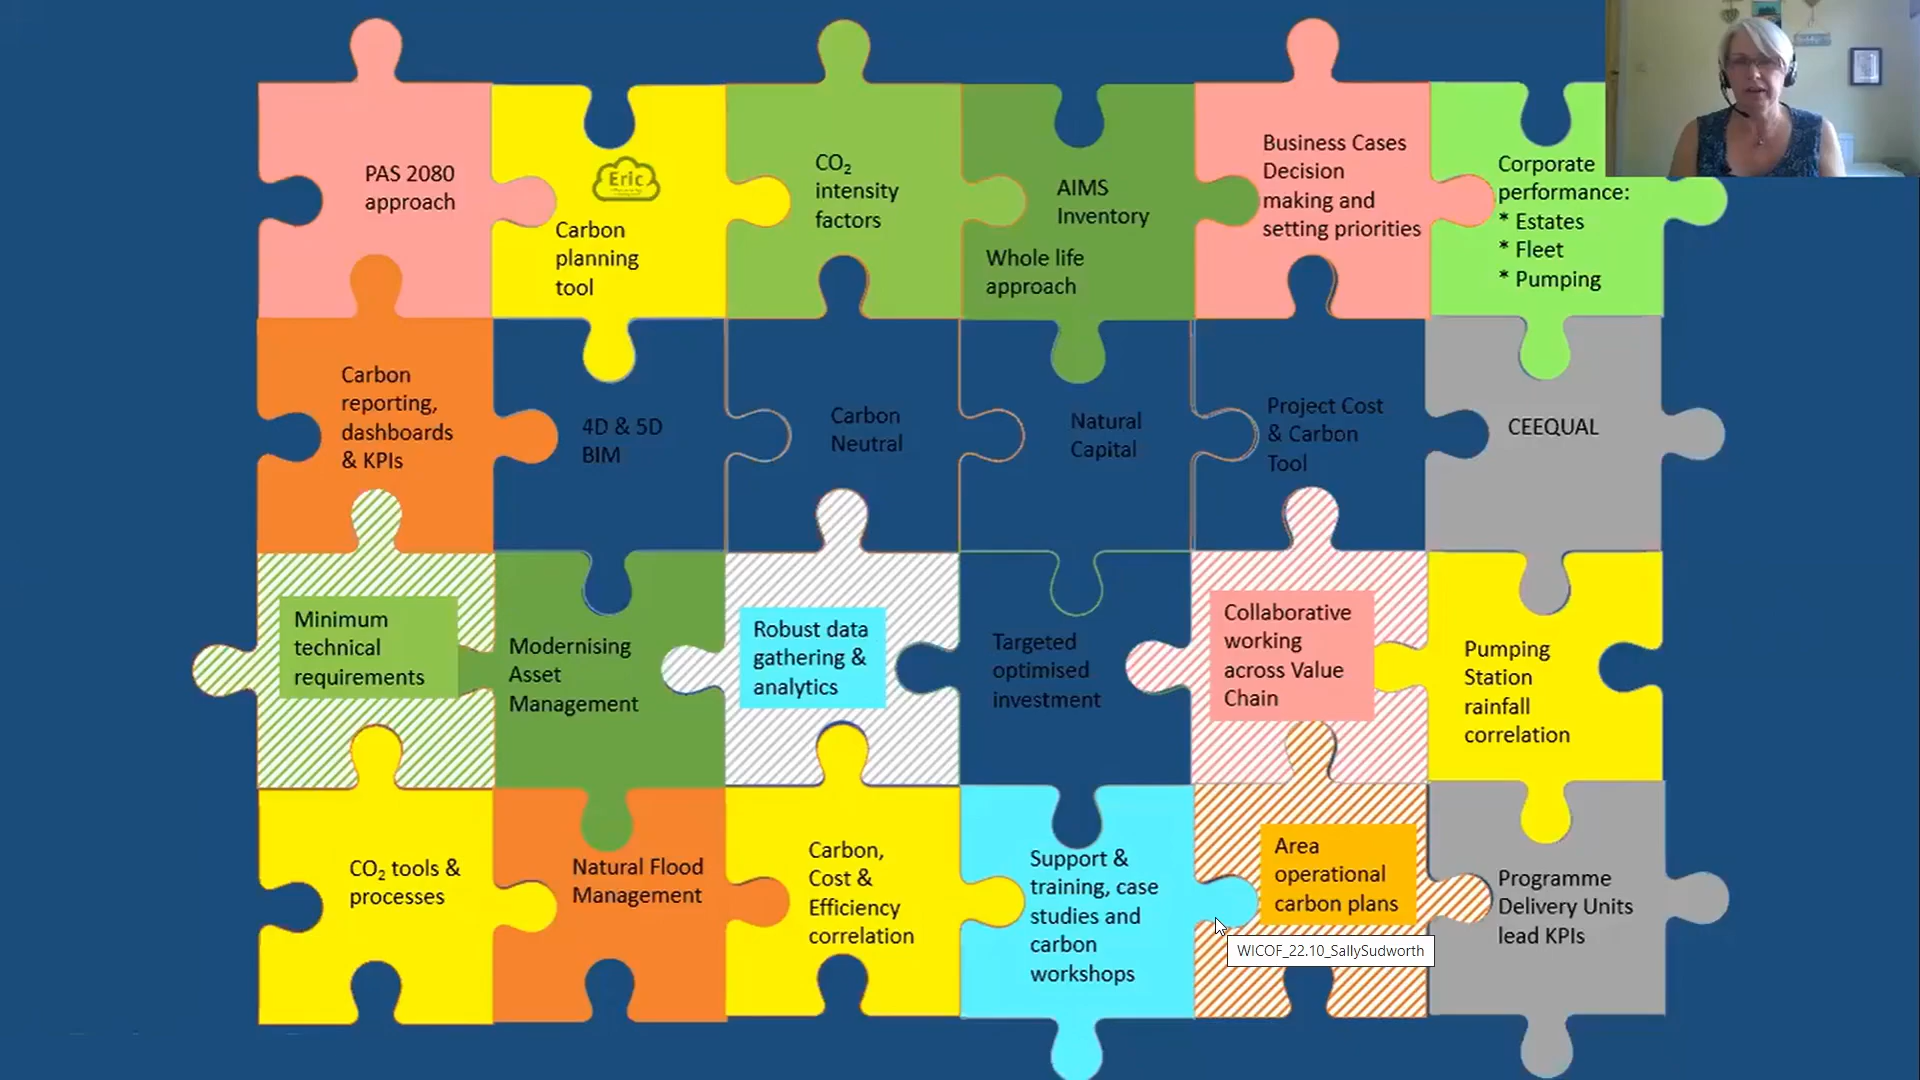 PAS 2080
approach
Eric
Carbon
planning
tool
CO₂
intensity
factors
AIMS
Inventory
Whole life
approach
Business Cases
Decision
making and
setting priorities
Corporate
performance:
* Estates
* Fleet
* Pumping
Carbon
reporting,
dashboards
& KPIs
4D & 5D
BIM
Carbon
Neutral
Natural
Capital
Project Cost
& Carbon
Tool
CEEQUAL
Minimum
technical
requirements
Modernising
Asset
Management
Robust data
gathering &
analytics
Targeted
optimised
investment
Collaborative
working
across Value
Chain
Pumping
Station
rainfall
correlation
CO₂ tools &
processes
Natural Flood
Management
Carbon,
Cost &
Efficiency
correlation
Support &
training, case
studies and
carbon
workshops
Area
operational
carbon plans
Programme
Delivery Units
lead KPIs
WICOF_22.10_SallySudworth